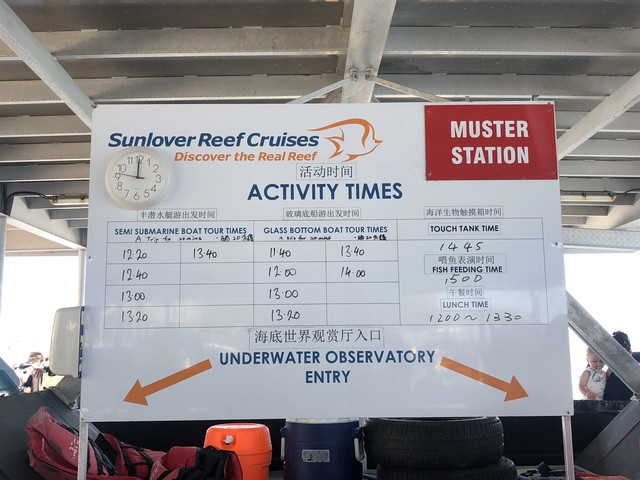 Sunlover Reef Cruises
Discover the Real Reef
MUSTER
STATION
活动时间
ACTIVITY TIMES
半潜水艇游出发时间
SEMI SUBMARINE BOAT TOUR TIMES
12:20 13:40
12:40
13:00
13:20
玻璃底船游出发时间
GLASS BOTTOM BOAT TOUR TIMES
11:40 13:40
12:00 14:00
13:00
13:20
海洋生物触摸箱时间
TOUCH TANK TIME
1445
喂鱼表演时间
FISH FEEDING TIME
1500
午餐时间
LUNCH TIME
1200~1330
海底世界观赏厅入口
UNDERWATER OBSERVATORY
ENTRY